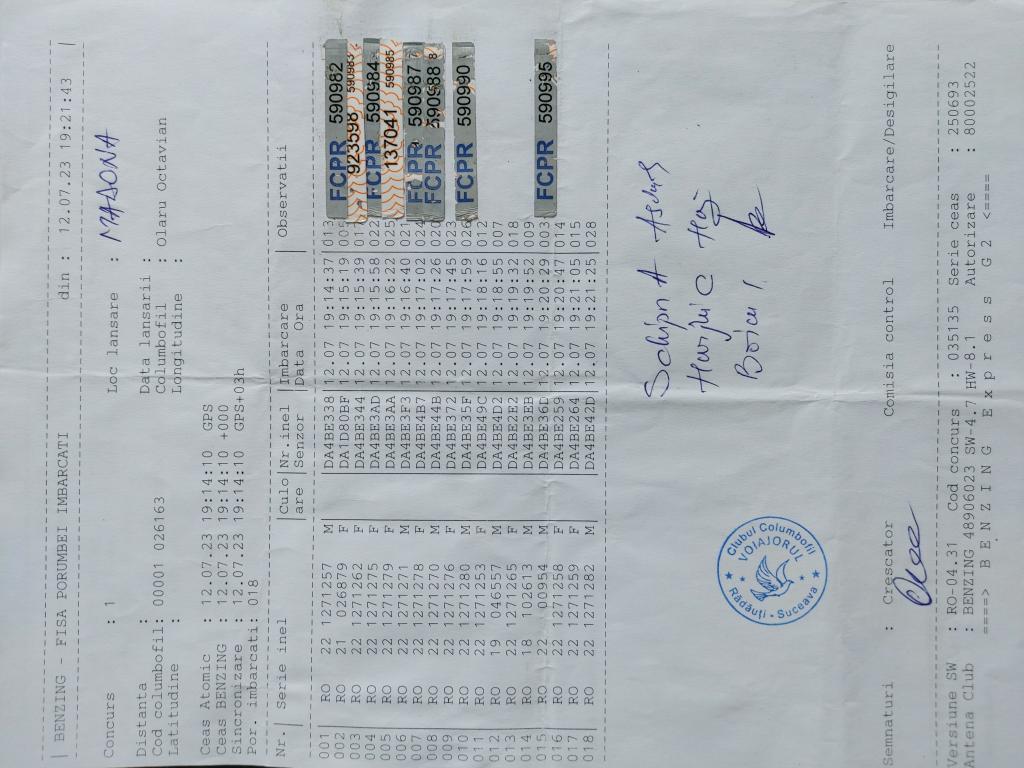 | BENZING - FISA PORUMBEI IMBARCATI din : 12.07.23 19:21:43 |
Concurs : 1 Loc lansare : MADONA
Data lansarii :
Distanta : Columbofil : Olaru Octavian
Cod columbofil: 00001 026163 Longitudine :
Latitudine :
Ceas Atomic : 12.07.23 19:14:10 GPS
Ceas BENZING : 12.07.23 19:14:10 +000
Sincronizare : 12.07.23 19:14:10 GPS+03h
Por. imbarcati: 018
Nr.| Serie inel |Culo|Nr.inel |Imbarcare | Observatii
|are |Senzor |Data Ora |
001 RO 22 1271257 M |DA4BE338|12.07 19:14:37|013 FCPR 590982
002 RO 21 026879 F |DA1D80BF|12.07 19:15:19|005 923598 590983
003 RO 22 1271262 F |DA4BE344|12.07 19:15:39|017 FCPR 590984
004 RO 22 1271275 F |DA4BE3AD|12.07 19:15:58|022 137041 590985
005 RO 22 1271279 F |DA4BE3AA|12.07 19:16:22|025
006 RO 22 1271271 M |DA4BE3F3|12.07 19:16:40|021 FCPR 590987
007 RO 22 1271278 F |DA4BE4B7|12.07 19:17:02|024 FCPR 590988
008 RO 22 1271270 M |DA4BE44B|12.07 19:17:26|020
009 RO 22 1271276 F |DA4BE372|12.07 19:17:45|023
010 RO 22 1271280 M |DA4BE35F|12.07 19:17:59|026 FCPR 590990
011 RO 22 1271253 F |DA4BE49C|12.07 19:18:16|012
012 RO 19 046557 M |DA4BE4D2|12.07 19:18:55|007
013 RO 22 1271265 F |DA4BE2E2|12.07 19:19:32|018
014 RO 18 102613 M |DA4BE3EB|12.07 19:19:52|009
015 RO 22 00954 M |DA4BE36D|12.07 19:20:29|003 FCPR 590995
016 RO 22 1271258 F |DA4BE259|12.07 19:20:47|014
017 RO 22 1271259 F |DA4BE264|12.07 19:21:05|015
018 RO 22 1271282 M |DA4BE42D|12.07 19:21:25|028
Schipor A
C
Boicu I.
Clubul Columbofil
VOIAJORUL
Rădăuți - Suceava
Semnaturi : Crescator Comisia control Imbarcare/Desigilare
Versiune SW : RO-04.31 Cod concurs : 035135 Serie ceas : 250693
Antena Club : BENZING 48906023 SW-4.7 HW-8.1 Autorizare : 80002522
====> B E N Z I N G E x p r e s s G 2 <====